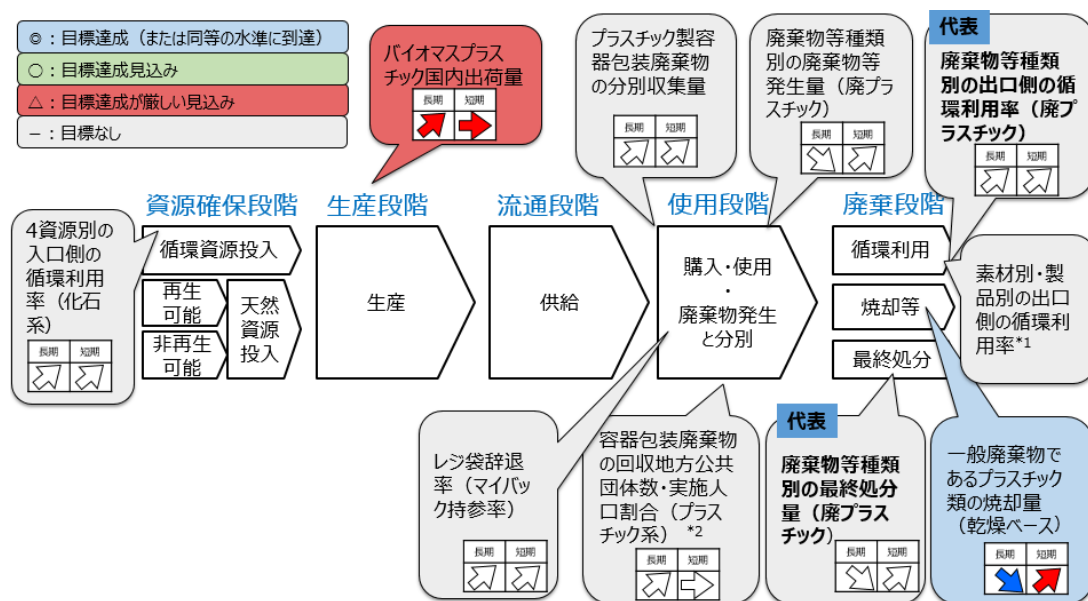 ◎：目標達成（または同等の水準に到達）
○：目標達成見込み
△：目標達成が厳しい見込み
－：目標なし
バイオマスプラス
チック国内出荷量
長期 短期
プラスチック製容
器包装廃棄物
の分別収集量
長期 短期
廃棄物等種類
別の廃棄物等
発生量（廃プラ
スチック）
長期 短期
代表
廃棄物等種類
別の出口側の循
環利用率（廃プ
ラスチック）
長期 短期
資源確保段階
生産段階
流通段階
使用段階
廃棄段階
4資源別の
入口側の
循環利用
率（化石
系）
長期 短期
循環資源投入
再生
可能
非再生
可能
天然
資源
投入
生産
供給
購入・使用
・
廃棄物発生
と分別
循環利用
焼却等
最終処分
素材別・製
品別の出口
側の循環利
用率*1
レジ袋辞退
率（マイバッ
ク持参率）
長期 短期
容器包装廃棄物
の回収地方公共
団体数・実施人
口割合（プラス
チック系） *2
長期 短期
代表
廃棄物等種類
別の最終処分
量（廃プラス
チック）
長期 短期
一般廃棄物で
あるプラスチック
類の焼却量
（乾燥ベース）
長期 短期